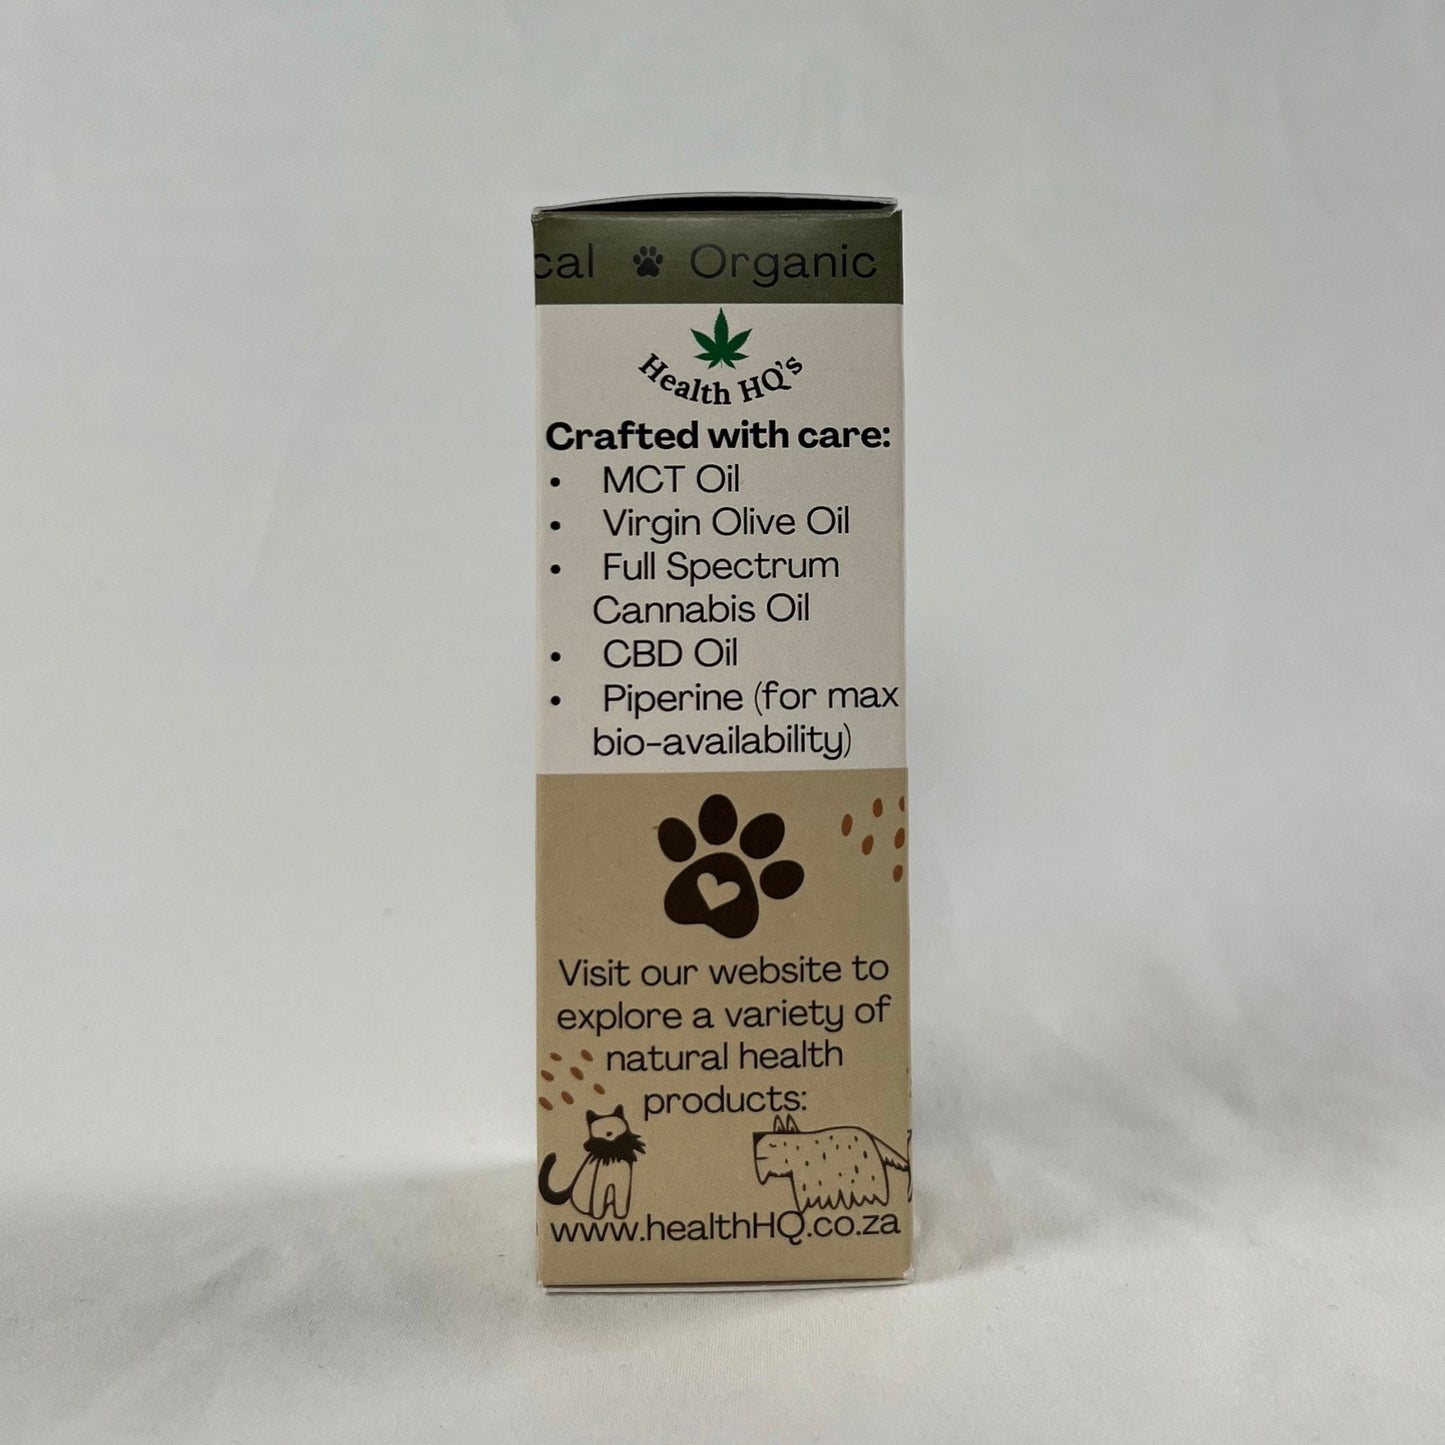 cal Organic
Health HQ's
Crafted with care:
• MCT Oil
• Virgin Olive Oil
• Full Spectrum
Cannabis Oil
• CBD Oil
• Piperine (for max
bio-availability)
Visit our website to
explore a variety of
natural health
products:
www.healthHQ.co.za